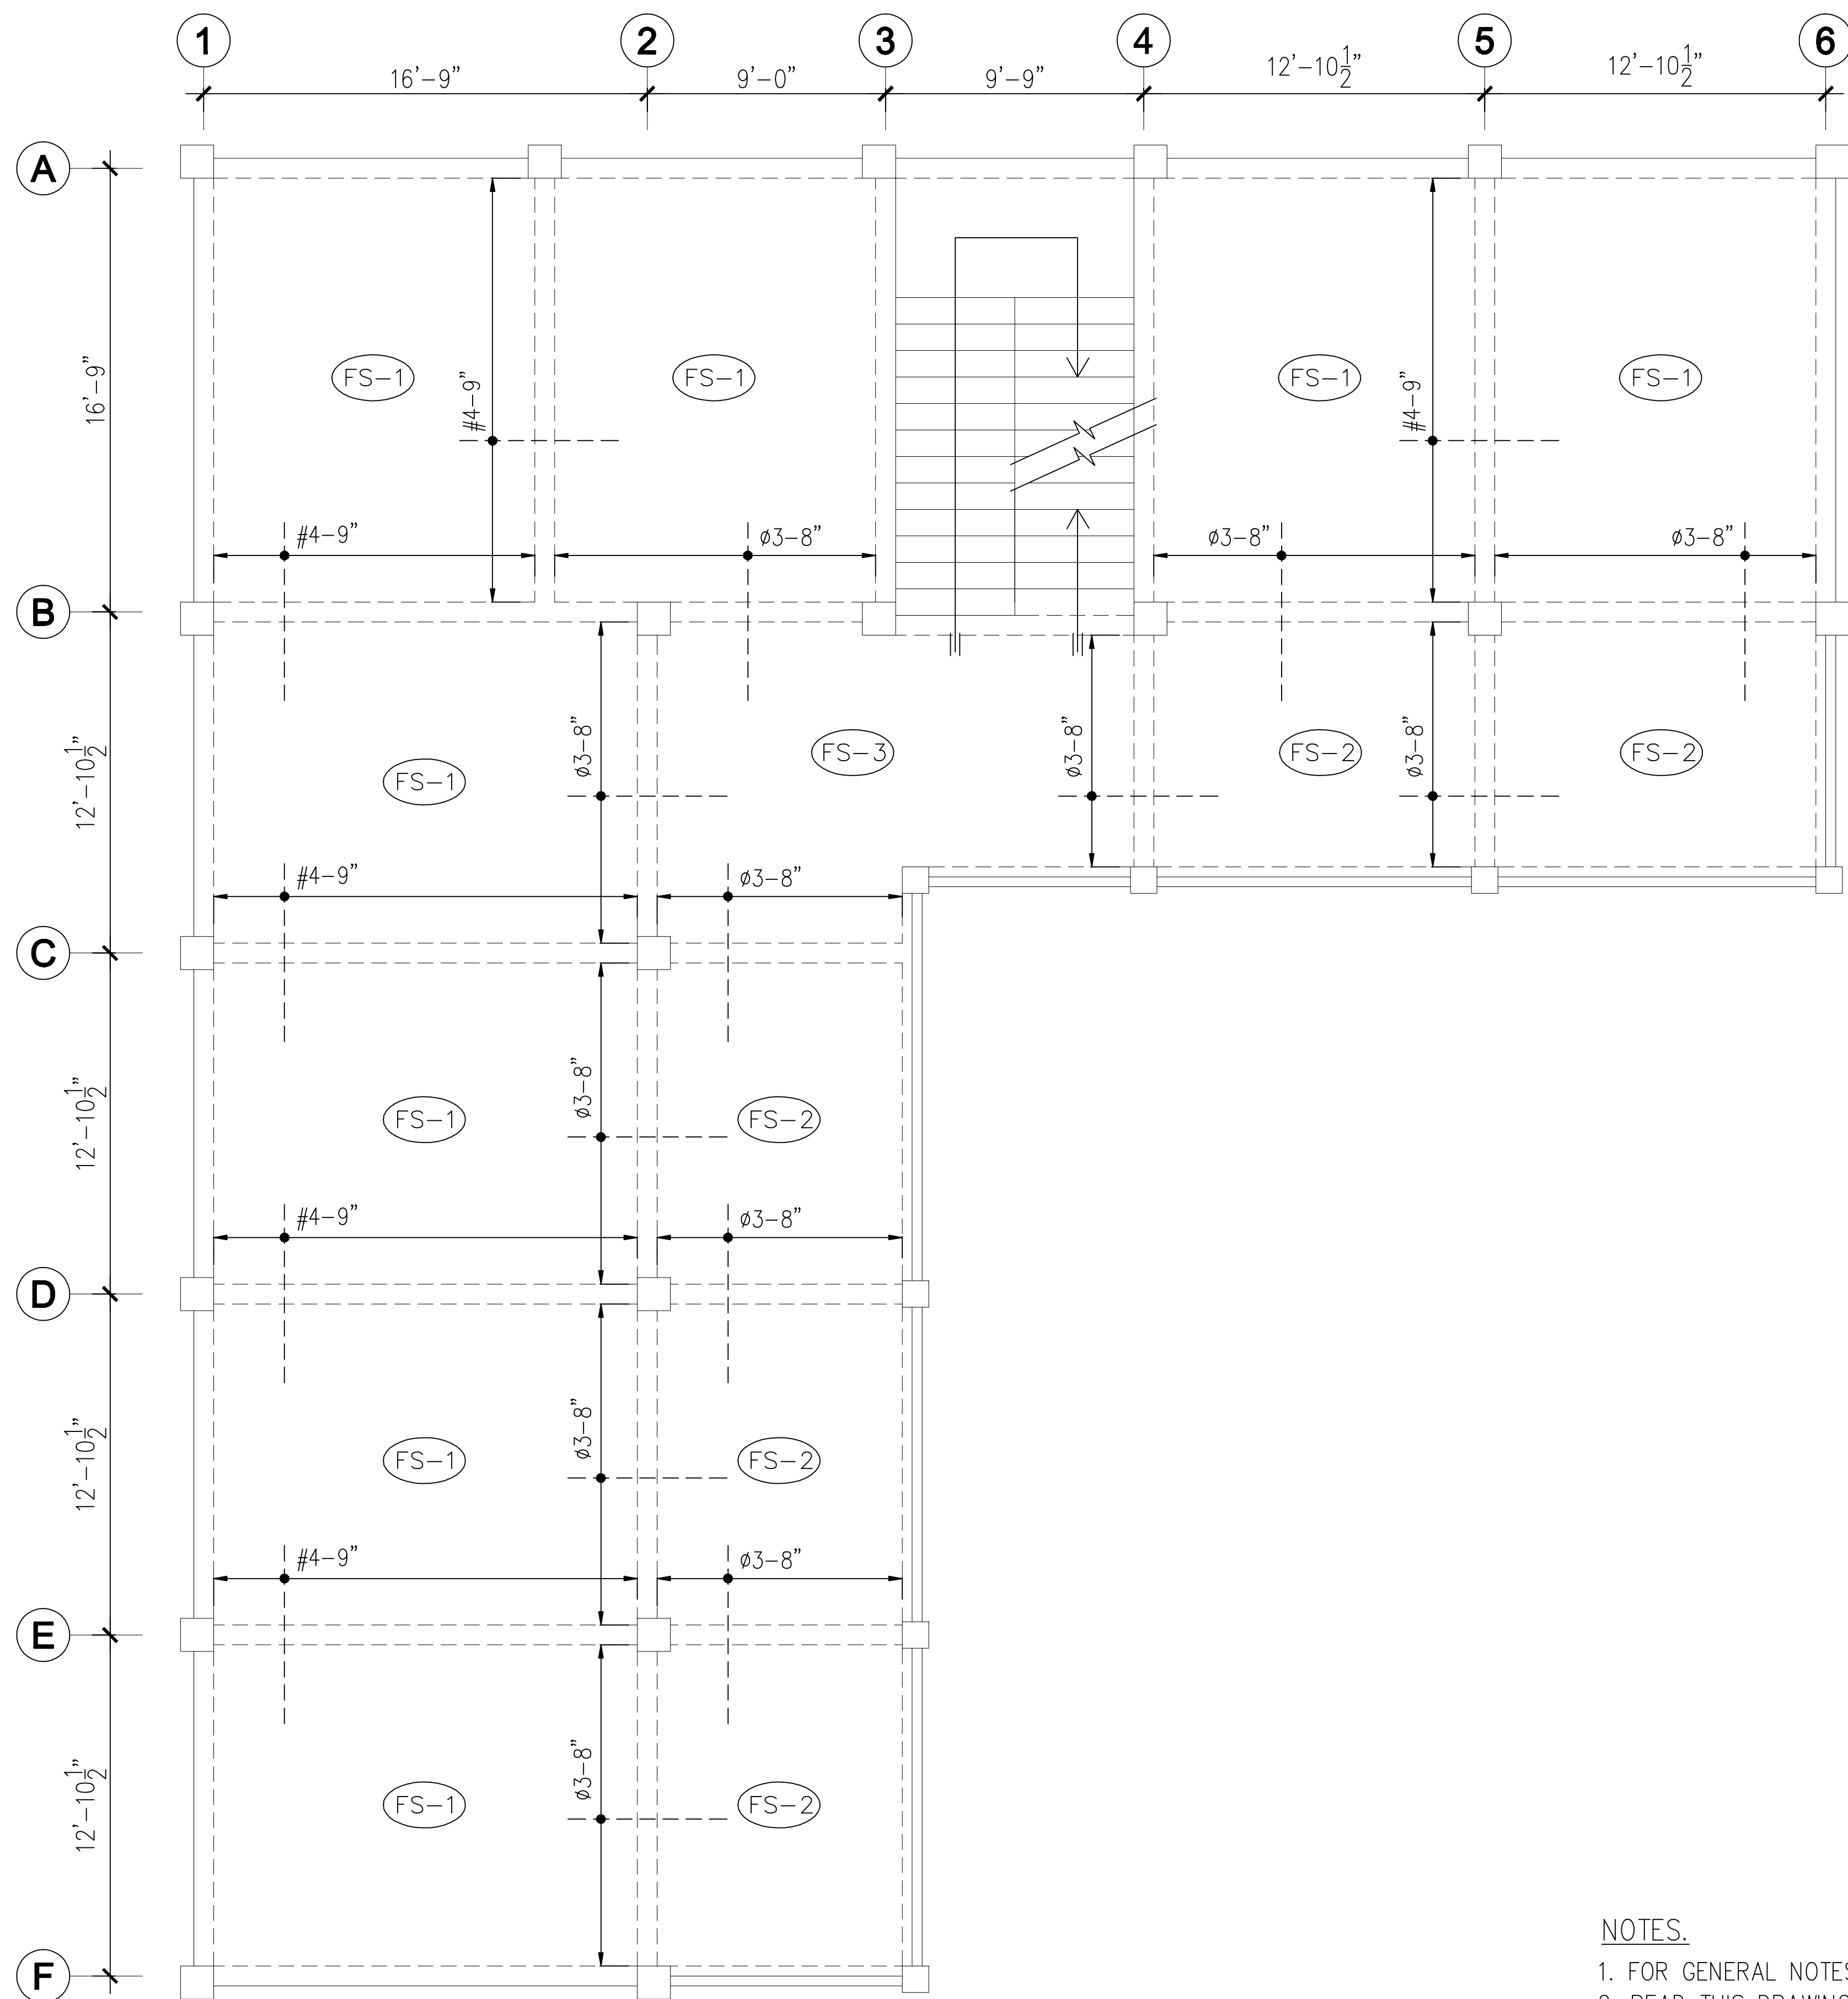 1 2 3 4 5 6
16'-9" 9'-0" 9'-9" 12'-10½" 12'-10½"
A
16'-9"
FS-1 FS-1 FS-1 FS-1
#4-9" #4-9"
#4-9" ø3-8" ø3-8" ø3-8"
B
12'-10½"
FS-1 FS-3 FS-2 FS-2
ø3-8" ø3-8" ø3-8"
#4-9" ø3-8"
C
12'-10½"
FS-1 FS-2
ø3-8"
#4-9" ø3-8"
D
12'-10½"
FS-1 FS-2
ø3-8"
#4-9" ø3-8"
E
12'-10½"
FS-1 FS-2
ø3-8"
F
NOTES.
1. FOR GENERAL NOTES
2. READ THIS DRAWING